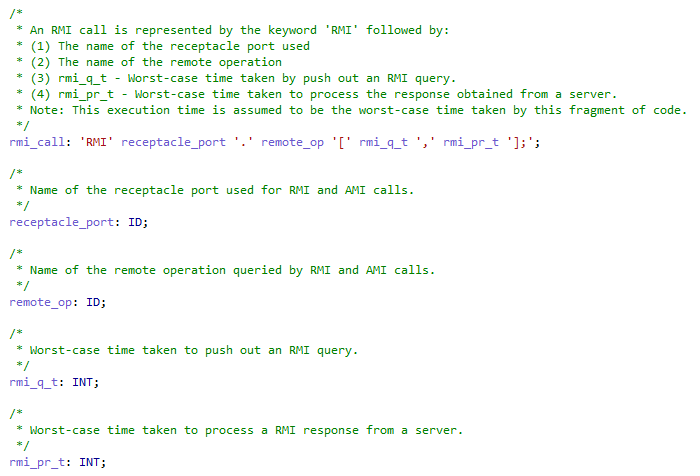 /*
 * An RMI call is represented by the keyword 'RMI' followed by:
 * (1) The name of the receptacle port used
 * (2) The name of the remote operation
 * (3) rmi_q_t - Worst-case time taken by push out an RMI query.
 * (4) rmi_pr_t - Worst-case time taken to process the response obtained from a server.
 * Note: This execution time is assumed to be the worst-case time taken by this fragment of code.
 */
rmi_call: 'RMI' receptacle_port '.' remote_op '[' rmi_q_t ',' rmi_pr_t '];';
/*
 * Name of the receptacle port used for RMI and AMI calls.
 */
receptacle_port: ID;
/*
 * Name of the remote operation queried by RMI and AMI calls.
 */
remote_op: ID;
/*
 * Worst-case time taken to push out an RMI query.
 */
rmi_q_t: INT;
/*
 * Worst-case time taken to process a RMI response from a server.
 */
rmi_pr_t: INT;